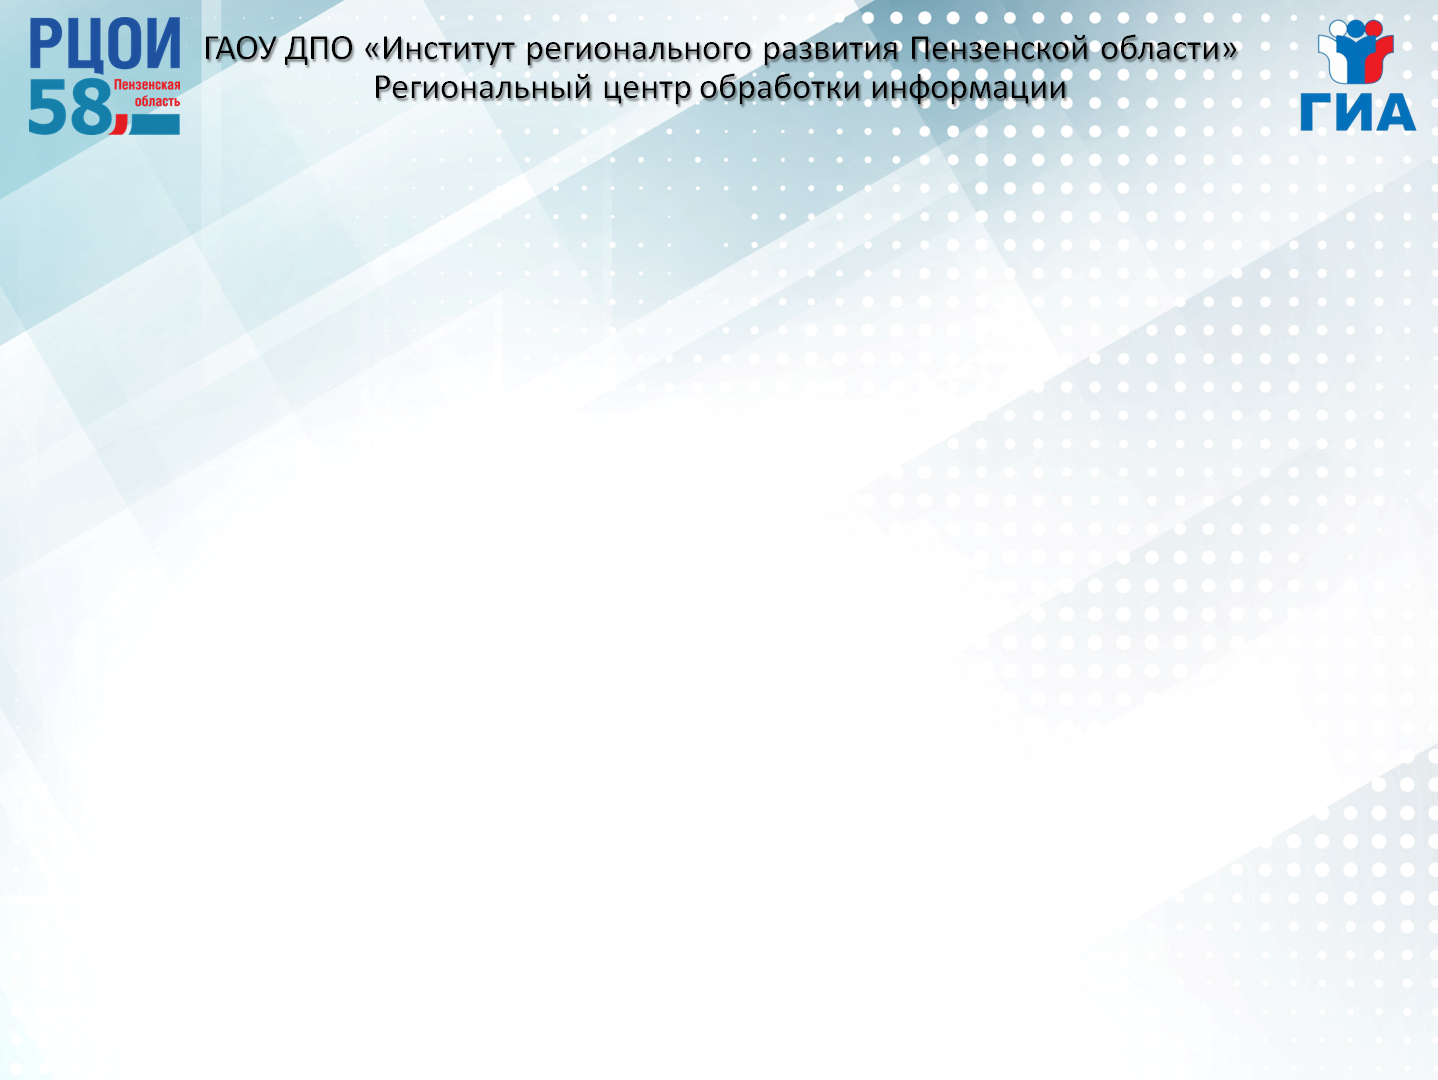 РЦОИ
58
Пензенская
область
ГАОУ ДПО «Институт регионального развития Пензенской области»
Региональный центр обработки информации
ГИА